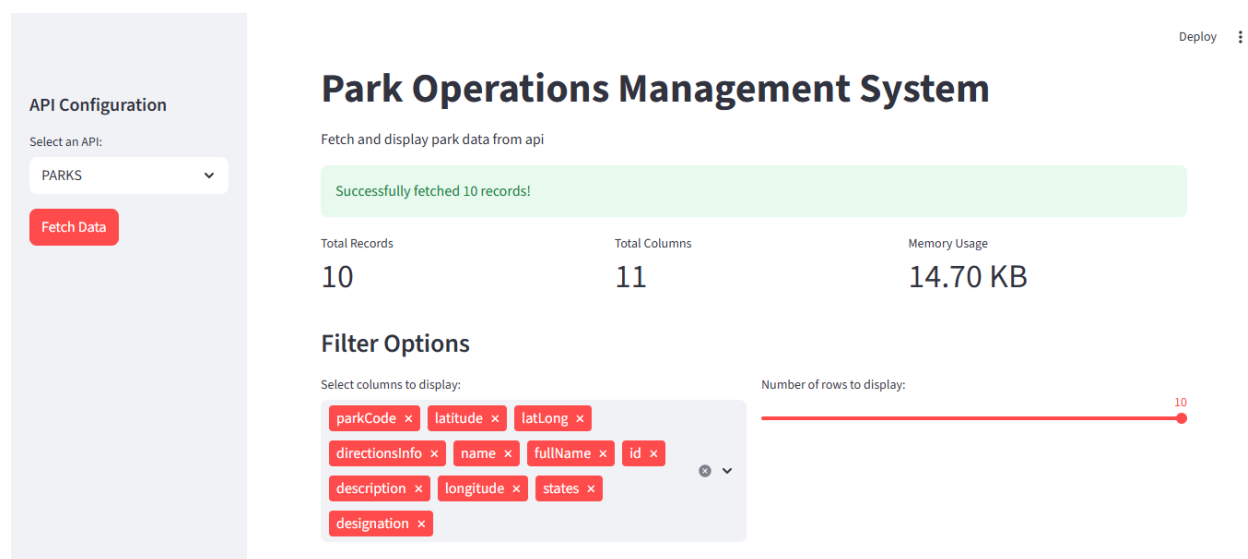 Deploy
API Configuration
Select an API:
PARKS
Fetch Data
Park Operations Management System
Fetch and display park data from api
Successfully fetched 10 records!
Total Records
10
Total Columns
11
Memory Usage
14.70 KB
Filter Options
Select columns to display:
parkCode × latitude × latLong ×
directionsInfo × name × fullName × id ×
description × longitude × states ×
designation ×
Number of rows to display:
10